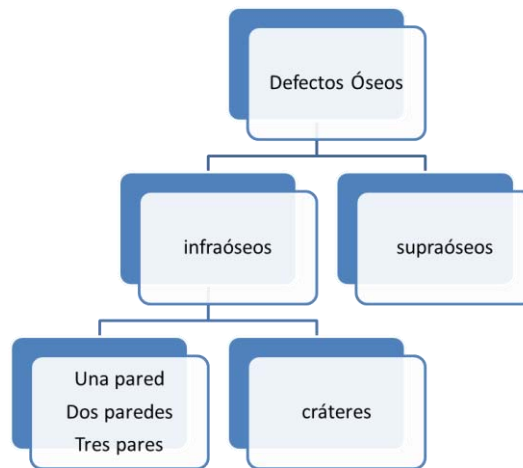 Defectos Óseos
infraóseos
supraóseos
Una pared
Dos paredes
Tres pares
cráteres